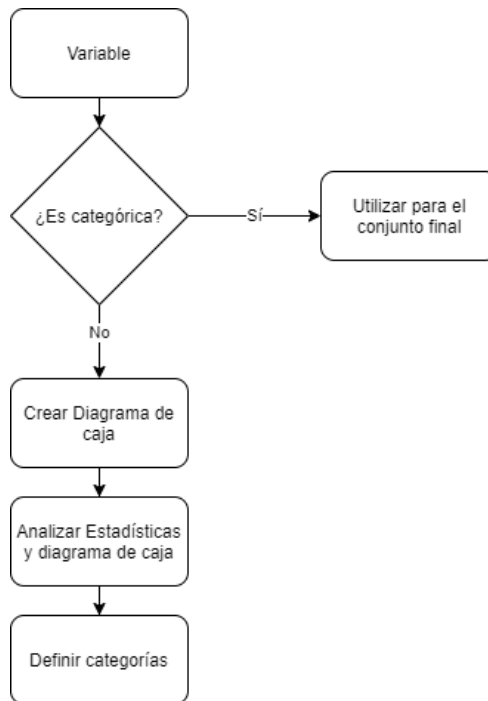 Variable
¿Es categórica?
Sí
Utilizar para el
conjunto final
No
Crear Diagrama de
caja
Analizar Estadísticas
y diagrama de caja
Definir categorías